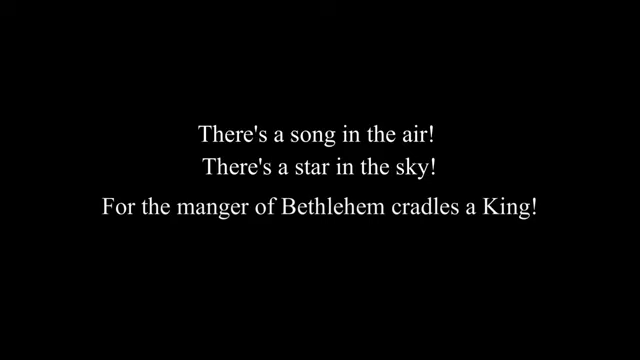 There's a song in the air!
There's a star in the sky!
For the manger of Bethlehem cradles a King!